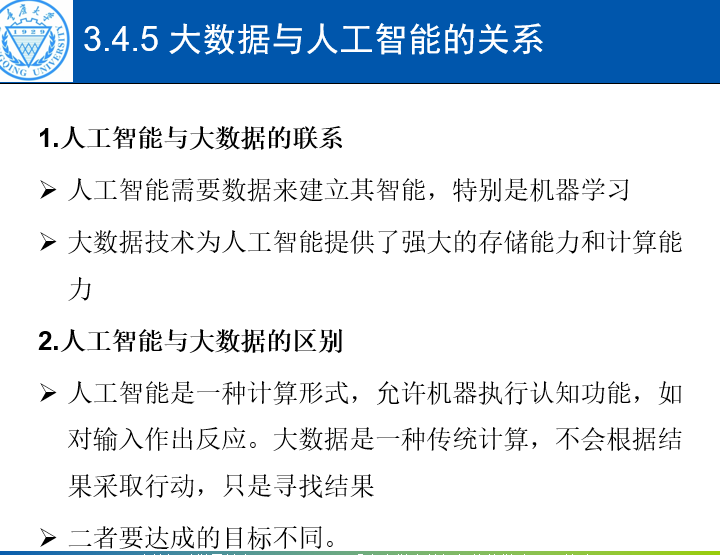 3.4.5 大数据与人工智能的关系
1929
1.人工智能与大数据的联系
➢ 人工智能需要数据来建立其智能，特别是机器学习
➢ 大数据技术为人工智能提供了强大的存储能力和计算能
力
2.人工智能与大数据的区别
➢ 人工智能是一种计算形式，允许机器执行认知功能，如
对输入作出反应。大数据是一种传统计算，不会根据结
果采取行动，只是寻找结果
➢ 二者要达成的目标不同。